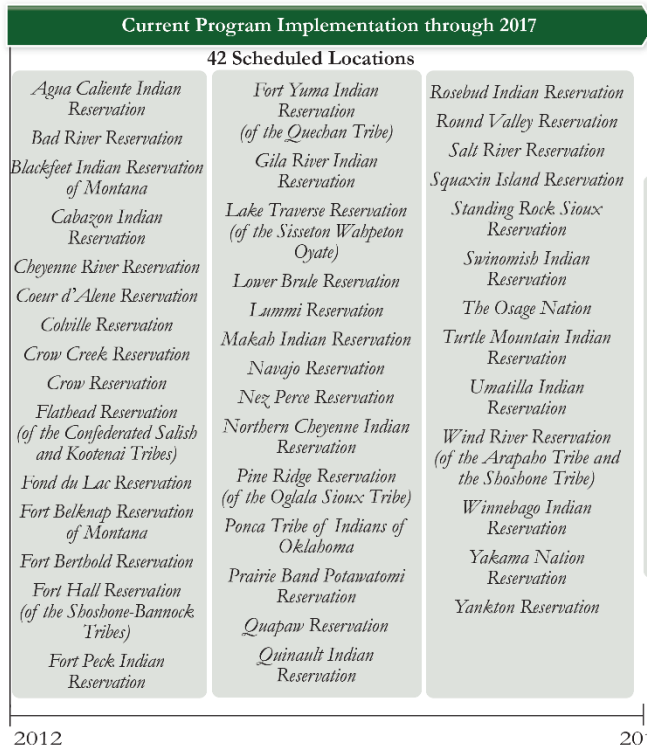 Current Program Implementation through 2017
42 Scheduled Locations
Agua Caliente Indian
Reservation
Bad River Reservation
Blackfeet Indian Reservation
of Montana
Cabazon Indian
Reservation
Cheyenne River Reservation
Coeur d'Alene Reservation
Colville Reservation
Crow Creek Reservation
Crow Reservation
Flathead Reservation
(of the Confederated Salish
and Kootenai Tribes)
Fond du Lac Reservation
Fort Belknap Reservation
of Montana
Fort Berthold Reservation
Fort Hall Reservation
(of the Shoshone-Bannock
Tribes)
Fort Peck Indian
Reservation
Fort Yuma Indian
Reservation
(of the Quechan Tribe)
Gila River Indian
Reservation
Lake Traverse Reservation
(of the Sisseton Wahpeton
Oyate)
Lower Brule Reservation
Lummi Reservation
Makah Indian Reservation
Navajo Reservation
Nez Perce Reservation
Northern Cheyenne Indian
Reservation
Pine Ridge Reservation
(of the Oglala Sioux Tribe)
Ponca Tribe of Indians of
Oklahoma
Prairie Band Potawatomi
Reservation
Quapaw Reservation
Quinault Indian
Reservation
Rosebud Indian Reservation
Round Valley Reservation
Salt River Reservation
Squaxin Island Reservation
Standing Rock Sioux
Reservation
Swinomish Indian
Reservation
The Osage Nation
Turtle Mountain Indian
Reservation
Umatilla Indian
Reservation
Wind River Reservation
(of the Arapaho Tribe and
the Shoshone Tribe)
Winnebago Indian
Reservation
Yakama Nation
Reservation
Yankton Reservation
2012